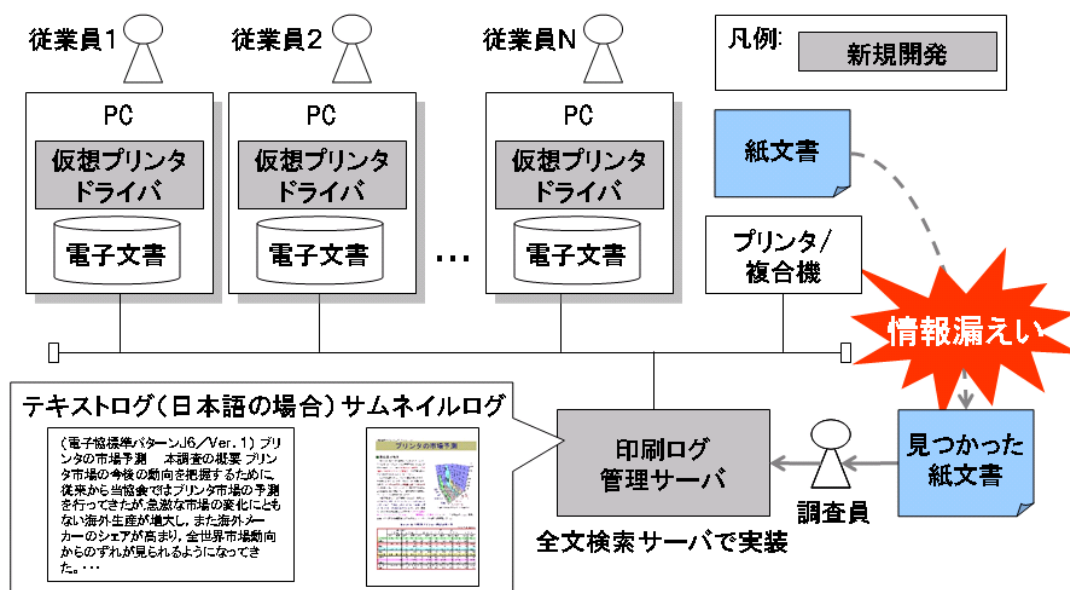 従業員1
従業員2
従業員N
凡例:
新規開発
PC
PC
PC
仮想プリンタ
ドライバ
仮想プリンタ
ドライバ
仮想プリンタ
ドライバ
電子文書
電子文書
…
電子文書
紙文書
プリンタ/
複合機
情報漏えい
テキストログ(日本語の場合)サムネイルログ
(電子協標準パターンJ6/Ver.1) プリ
ンタの市場予測 本調査の概要 プリン
タ市場の今後の動向を把握するために,
従来から当協会ではプリンタ市場の予測
を行ってきたが,急激な市場の変化にとも
ない海外生産が増大し,また海外メー
カーのシェアが高まり,全世界市場動向
からのずれが見られるようになってき
た。・・・
プリンタの市場予測
印刷ログ
管理サーバ
全文検索サーバで実装
調査員
見つかった
紙文書